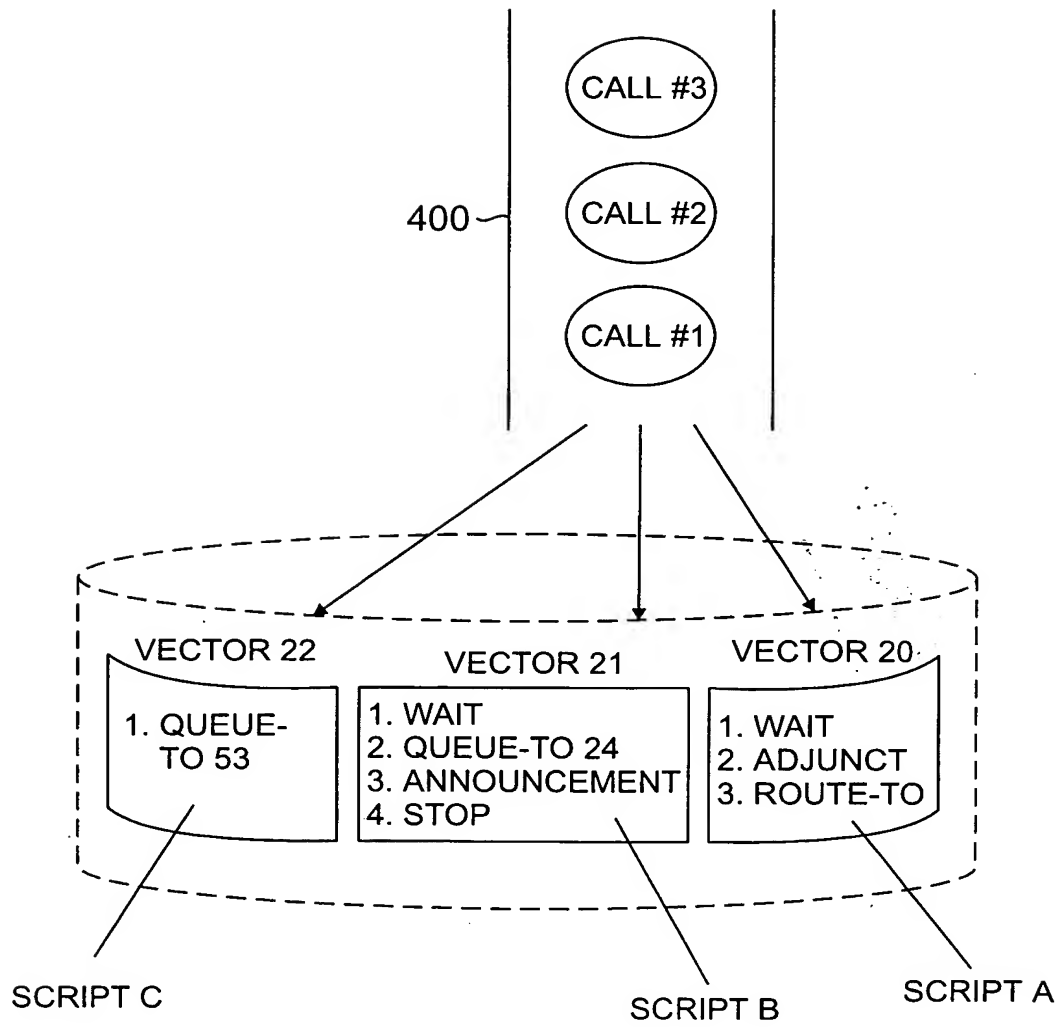 CALL #3
400
CALL #2
CALL #1
VECTOR 22
1. QUEUE-
TO 53
VECTOR 21
1. WAIT
2. QUEUE-TO 24
3. ANNOUNCEMENT
4. STOP
VECTOR 20
1. WAIT
2. ADJUNCT
3. ROUTE-TO
SCRIPT C
SCRIPT B
SCRIPT A